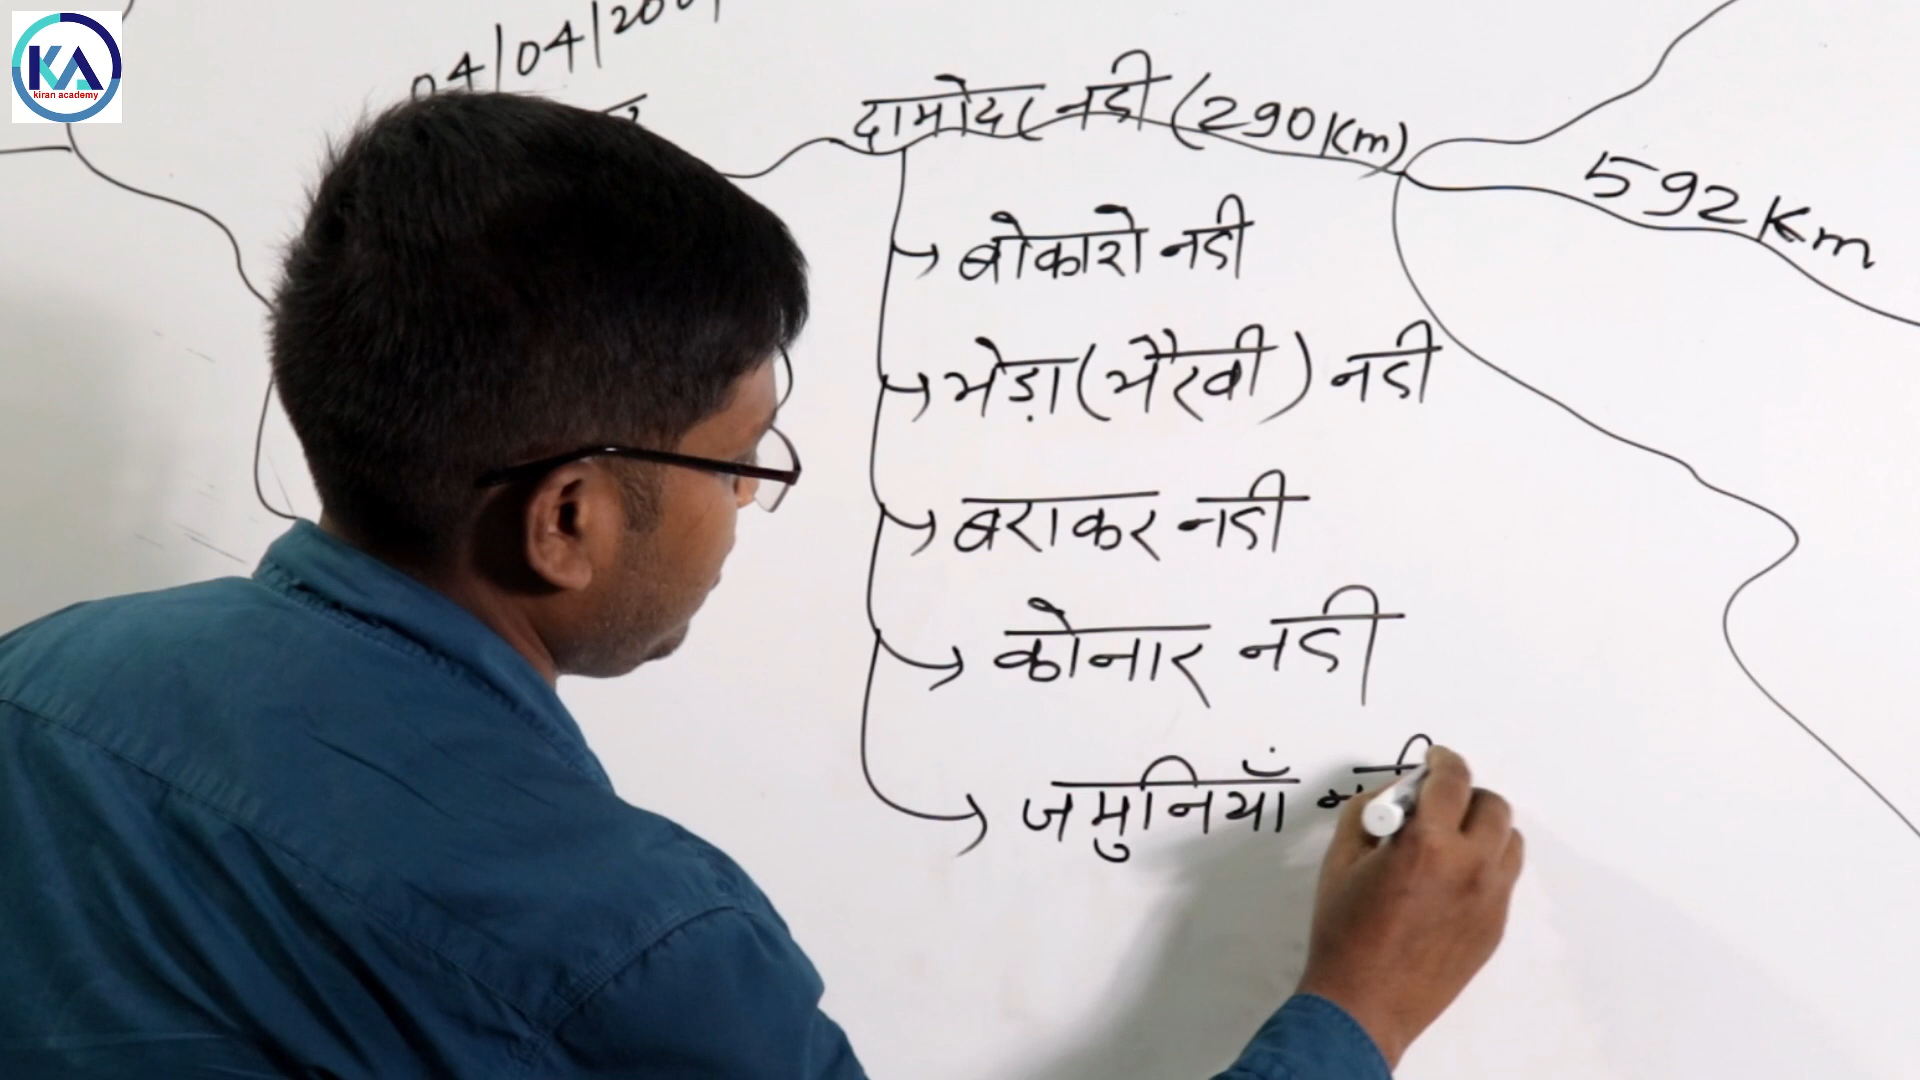 KA
kiran academy
04/04/200
दामोदर नदी (290 Km)
592 Km
बोकारो नदी
भेड़ा (भैरवी) नदी
बराकर नदी
कोनार नदी
जमुनियाँ